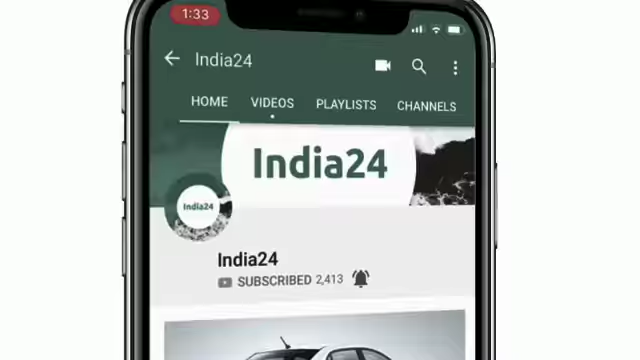 1:33
India24
HOME VIDEOS PLAYLISTS CHANNELS
India24
India24
India24
SUBSCRIBED 2,413